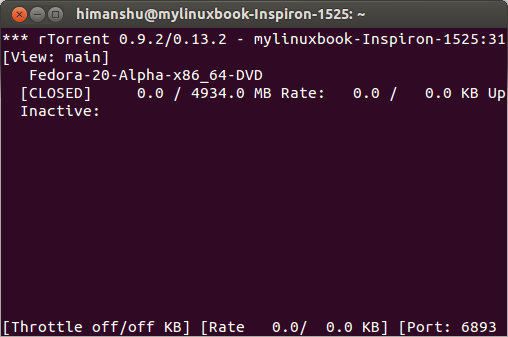 himanshu@mylinuxbook-Inspiron-1525: ~
*** rTorrent 0.9.2/0.13.2 - mylinuxbook-Inspiron-1525:31
[View: main]
Fedora-20-Alpha-x86_64-DVD
[CLOSED] 0.0 / 4934.0 MB Rate: 0.0 / 0.0 KB Up
Inactive:
[Throttle off/off KB] [Rate 0.0/ 0.0 KB] [Port: 6893